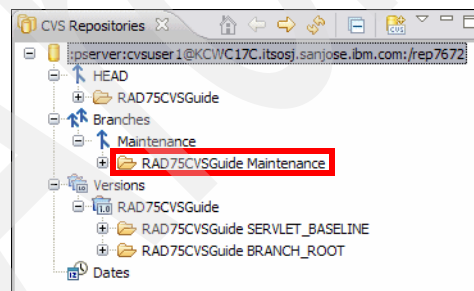 CVS Repositories
:pserver:cvsuser1@KCWC17C.itsosj.sanjose.ibm.com:/rep7672]
HEAD
RAD75CVSGuide
Branches
Maintenance
RAD75CVSGuide Maintenance
Versions
RAD75CVSGuide
RAD75CVSGuide SERVLET_BASELINE
RAD75CVSGuide BRANCH_ROOT
Dates